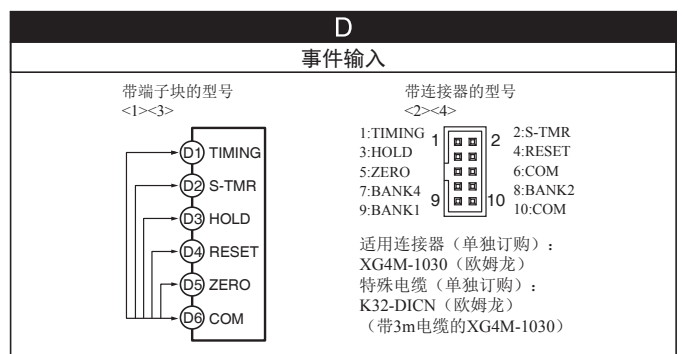 D
事件输入
带端子块的型号
<1><3>
D1 TIMING
D2 S-TMR
D3 HOLD
D4 RESET
D5 ZERO
D6 COM
带连接器的型号
<2><4>
1:TIMING 1 2 2:S-TMR
3:HOLD 4:RESET
5:ZERO 6:COM
7:BANK4 8:BANK2
9:BANK1 9 10 10:COM
适用连接器（单独订购）：
XG4M-1030（欧姆龙）
特殊电缆（单独订购）：
K32-DICN（欧姆龙）
（带3m电缆的XG4M-1030）